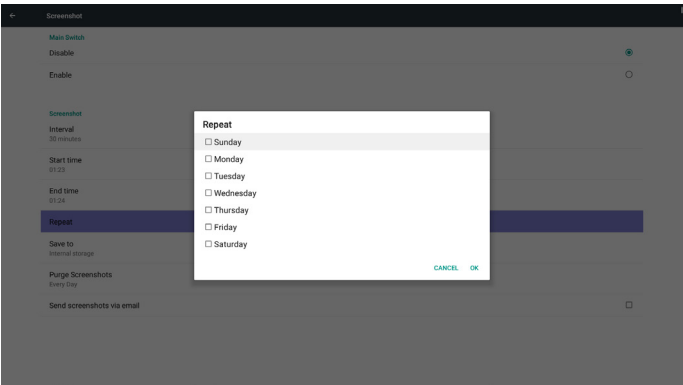 Screenshot
Main Switch
Disable
Enable
Screenshot
Interval
30 minutes
Start time
01:23
End time
01:24
Repeat
Save to
Internal storage
Purge Screenshots
Every Day
Send screenshots via email
Repeat
Sunday
Monday
Tuesday
Wednesday
Thursday
Friday
Saturday
CANCEL OK